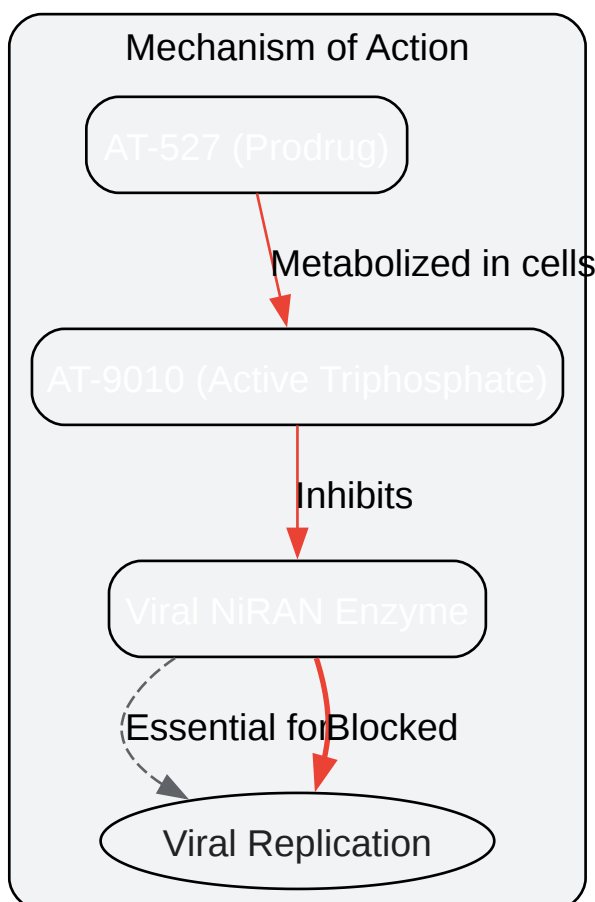 Mechanism of Action
AT-527 (Prodrug)
Metabolized in cells
AT-9010 (Active Triphosphate)
Inhibits
Viral NiRAN Enzyme
Essential for
Blocked
Viral Replication